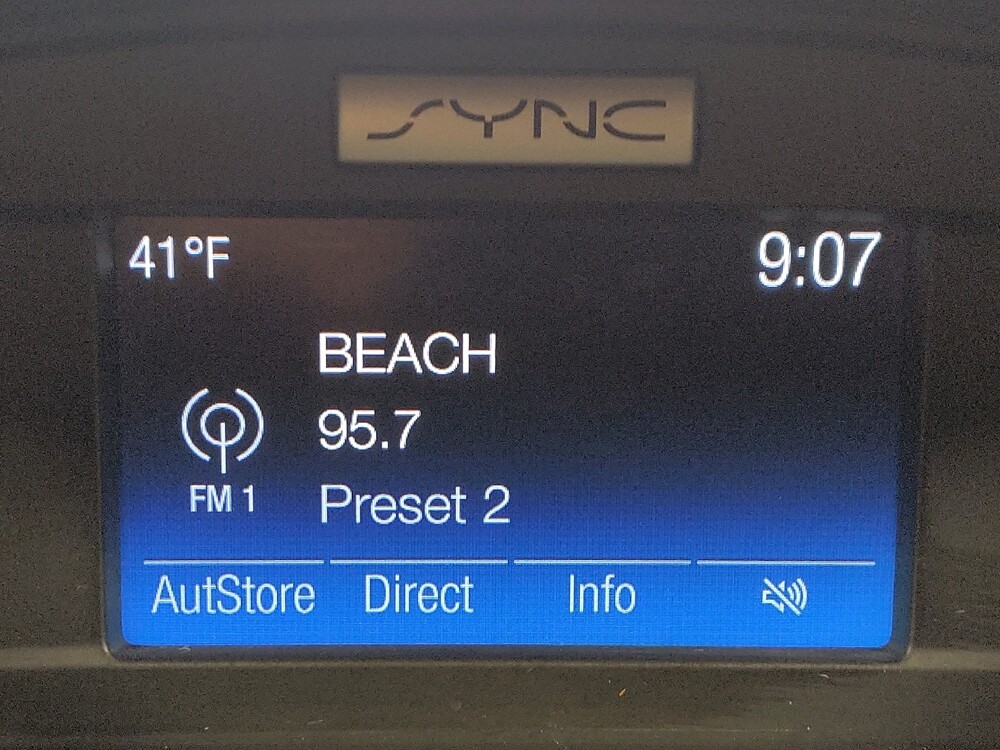 SYNC
41°F 9:07
BEACH
95.7
FM 1
Preset 2
AutStore Direct Info